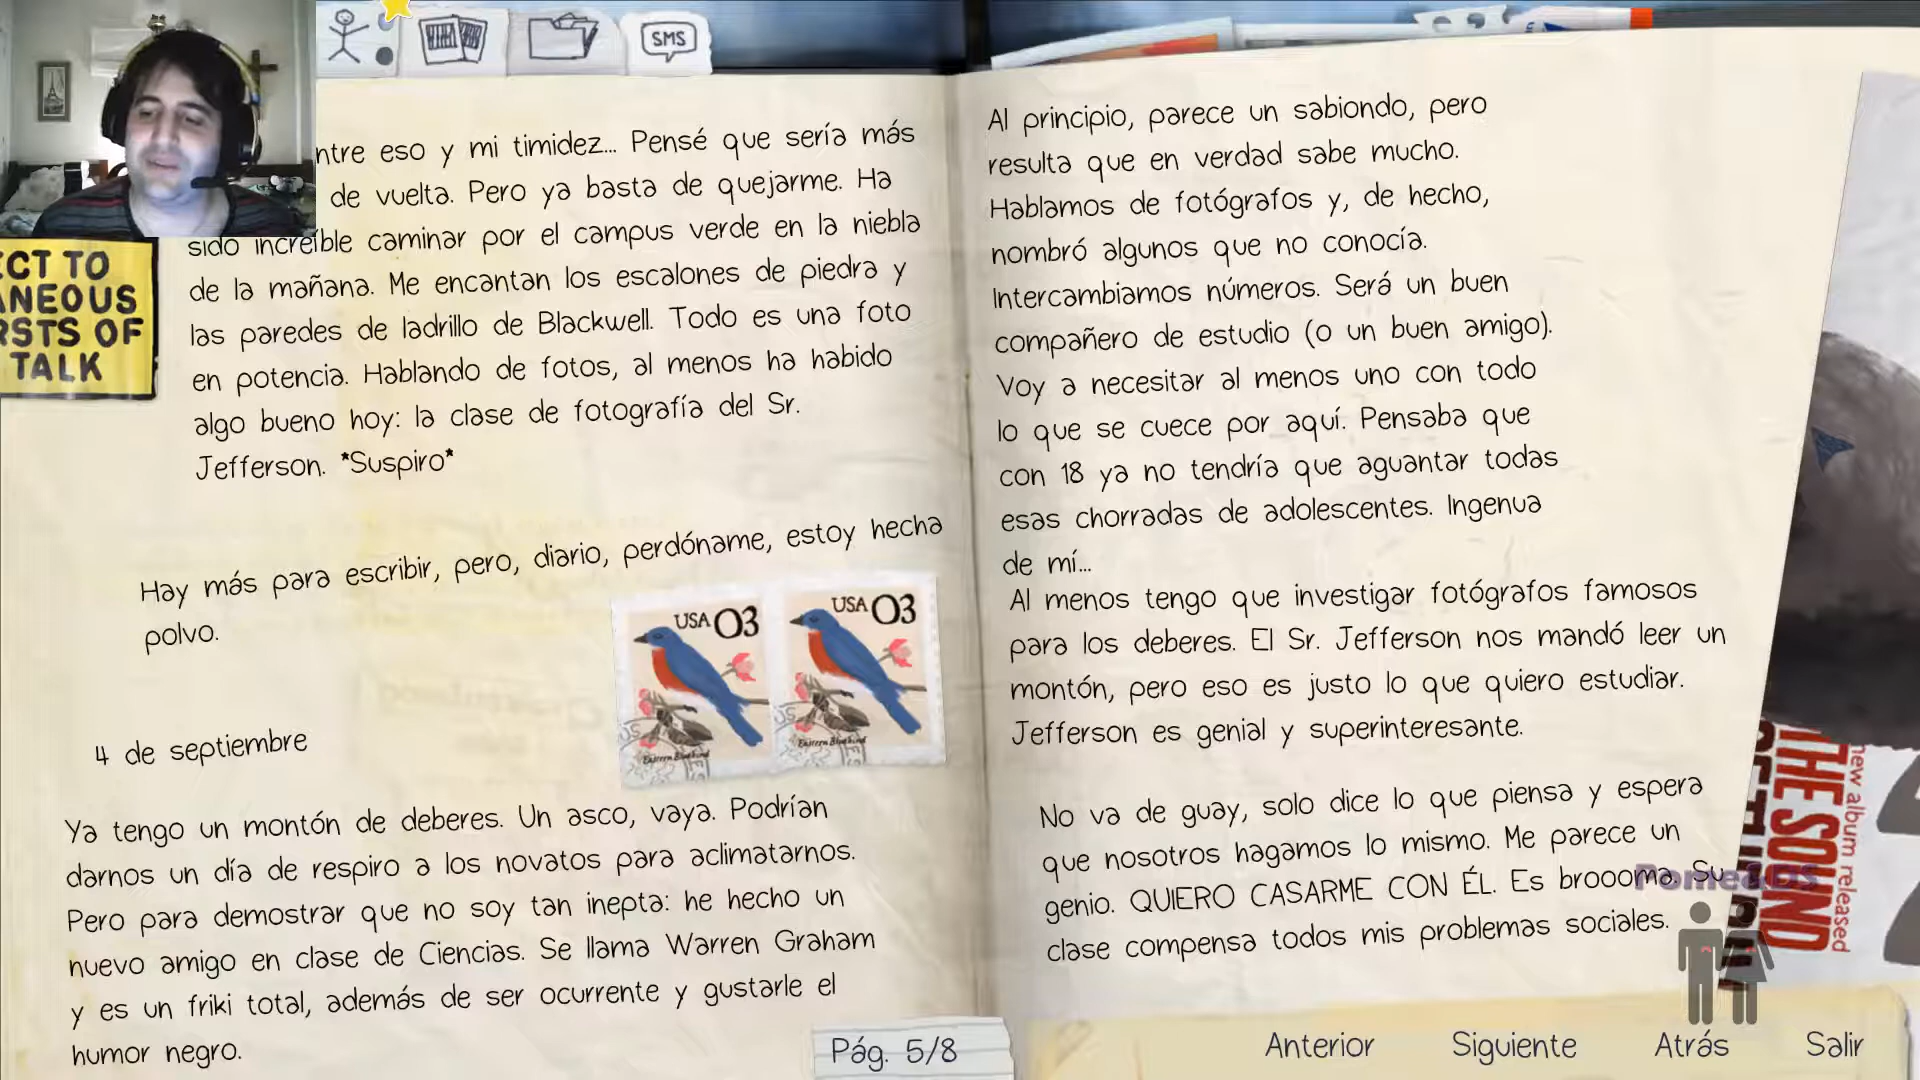 SMS
ntre eso y mi timidez... Pensé que sería más
de vuelta. Pero ya basta de quejarme. Ha
sido increíble caminar por el campus verde en la niebla
de la mañana. Me encantan los escalones de piedra y
las paredes de ladrillo de Blackwell. Todo es una foto
en potencia. Hablando de fotos, al menos ha habido
algo bueno hoy: la clase de fotografía del Sr.
Jefferson. *Suspiro*
Hay más para escribir, pero, diario, perdóname, estoy hecha
polvo.
4 de septiembre
Ya tengo un montón de deberes. Un asco, vaya. Podrían
darnos un día de respiro a los novatos para aclimatarnos.
Pero para demostrar que no soy tan inepta: he hecho un
nuevo amigo en clase de Ciencias. Se llama Warren Graham
y es un friki total, además de ser ocurrente y gustarle el
humor negro.
ECT TO
ANEOUS
RSTS OF
TALK
USA 03
Eastern Bluebird
USA 03
Eastern Bluebird
Pág. 5/8
Al principio, parece un sabiondo, pero
resulta que en verdad sabe mucho.
Hablamos de fotógrafos y, de hecho,
nombró algunos que no conocía.
Intercambiamos números. Será un buen
compañero de estudio (o un buen amigo).
Voy a necesitar al menos uno con todo
lo que se cuece por aquí. Pensaba que
con 18 ya no tendría que aguantar todas
esas chorradas de adolescentes. Ingenua
de mí...
Al menos tengo que investigar fotógrafos famosos
para los deberes. El Sr. Jefferson nos mandó leer un
montón, pero eso es justo lo que quiero estudiar.
Jefferson es genial y superinteresante.
No va de guay, solo dice lo que piensa y espera
que nosotros hagamos lo mismo. Me parece un
genio. QUIERO CASARME CON ÉL. Es broooma. Su
clase compensa todos mis problemas sociales.
new album released
THE SOUND
Anterior
Siguiente
Atrás
Salir